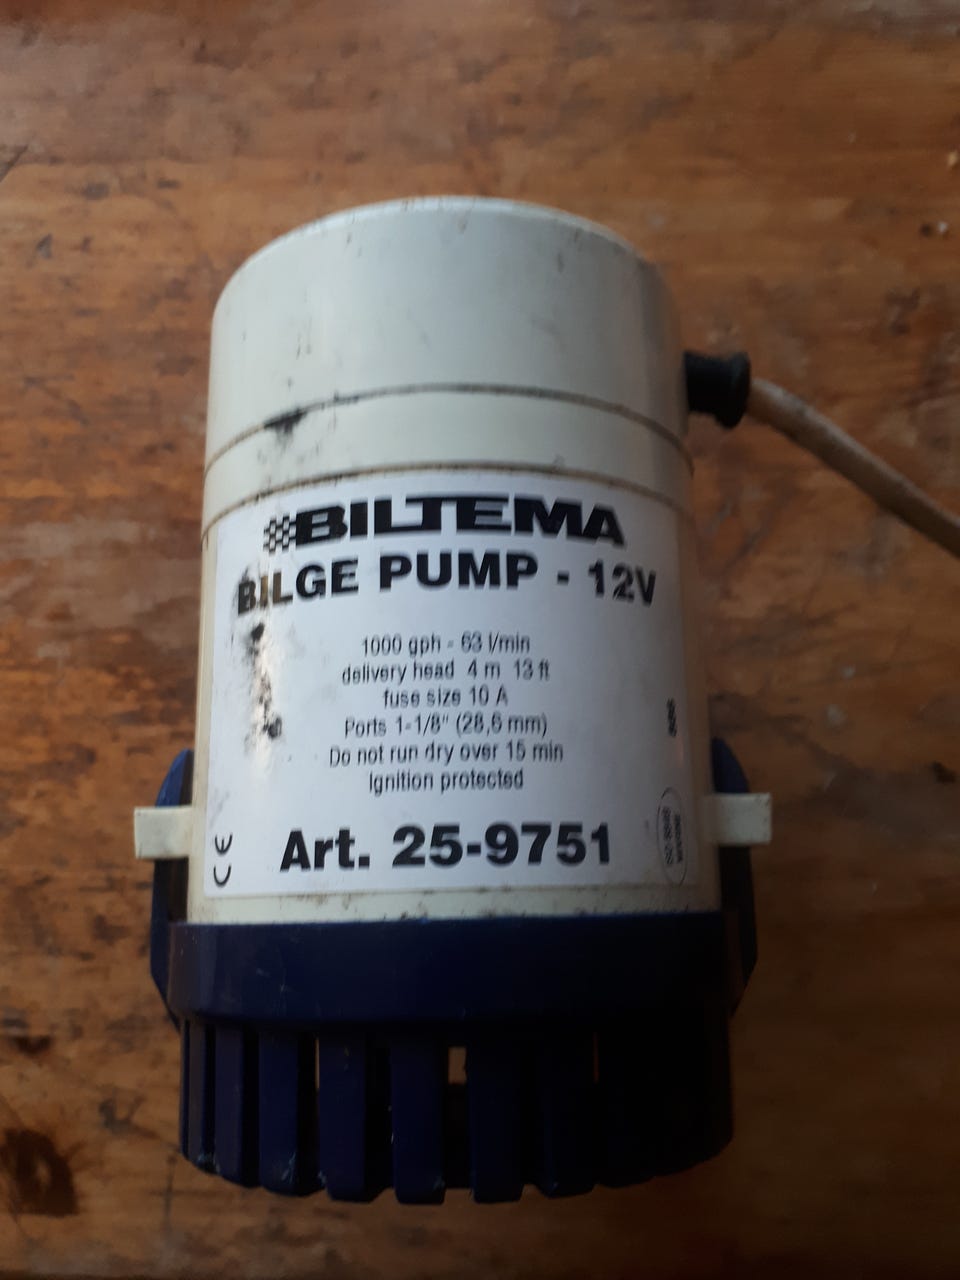 BILTEMA
BILGE PUMP - 12V
1000 gph - 63 l/min
delivery head 4 m 13 ft
fuse size 10 A
Ports 1-1/8" (28,6 mm)
Do not run dry over 15 min
Ignition protected
Art. 25-9751
CE